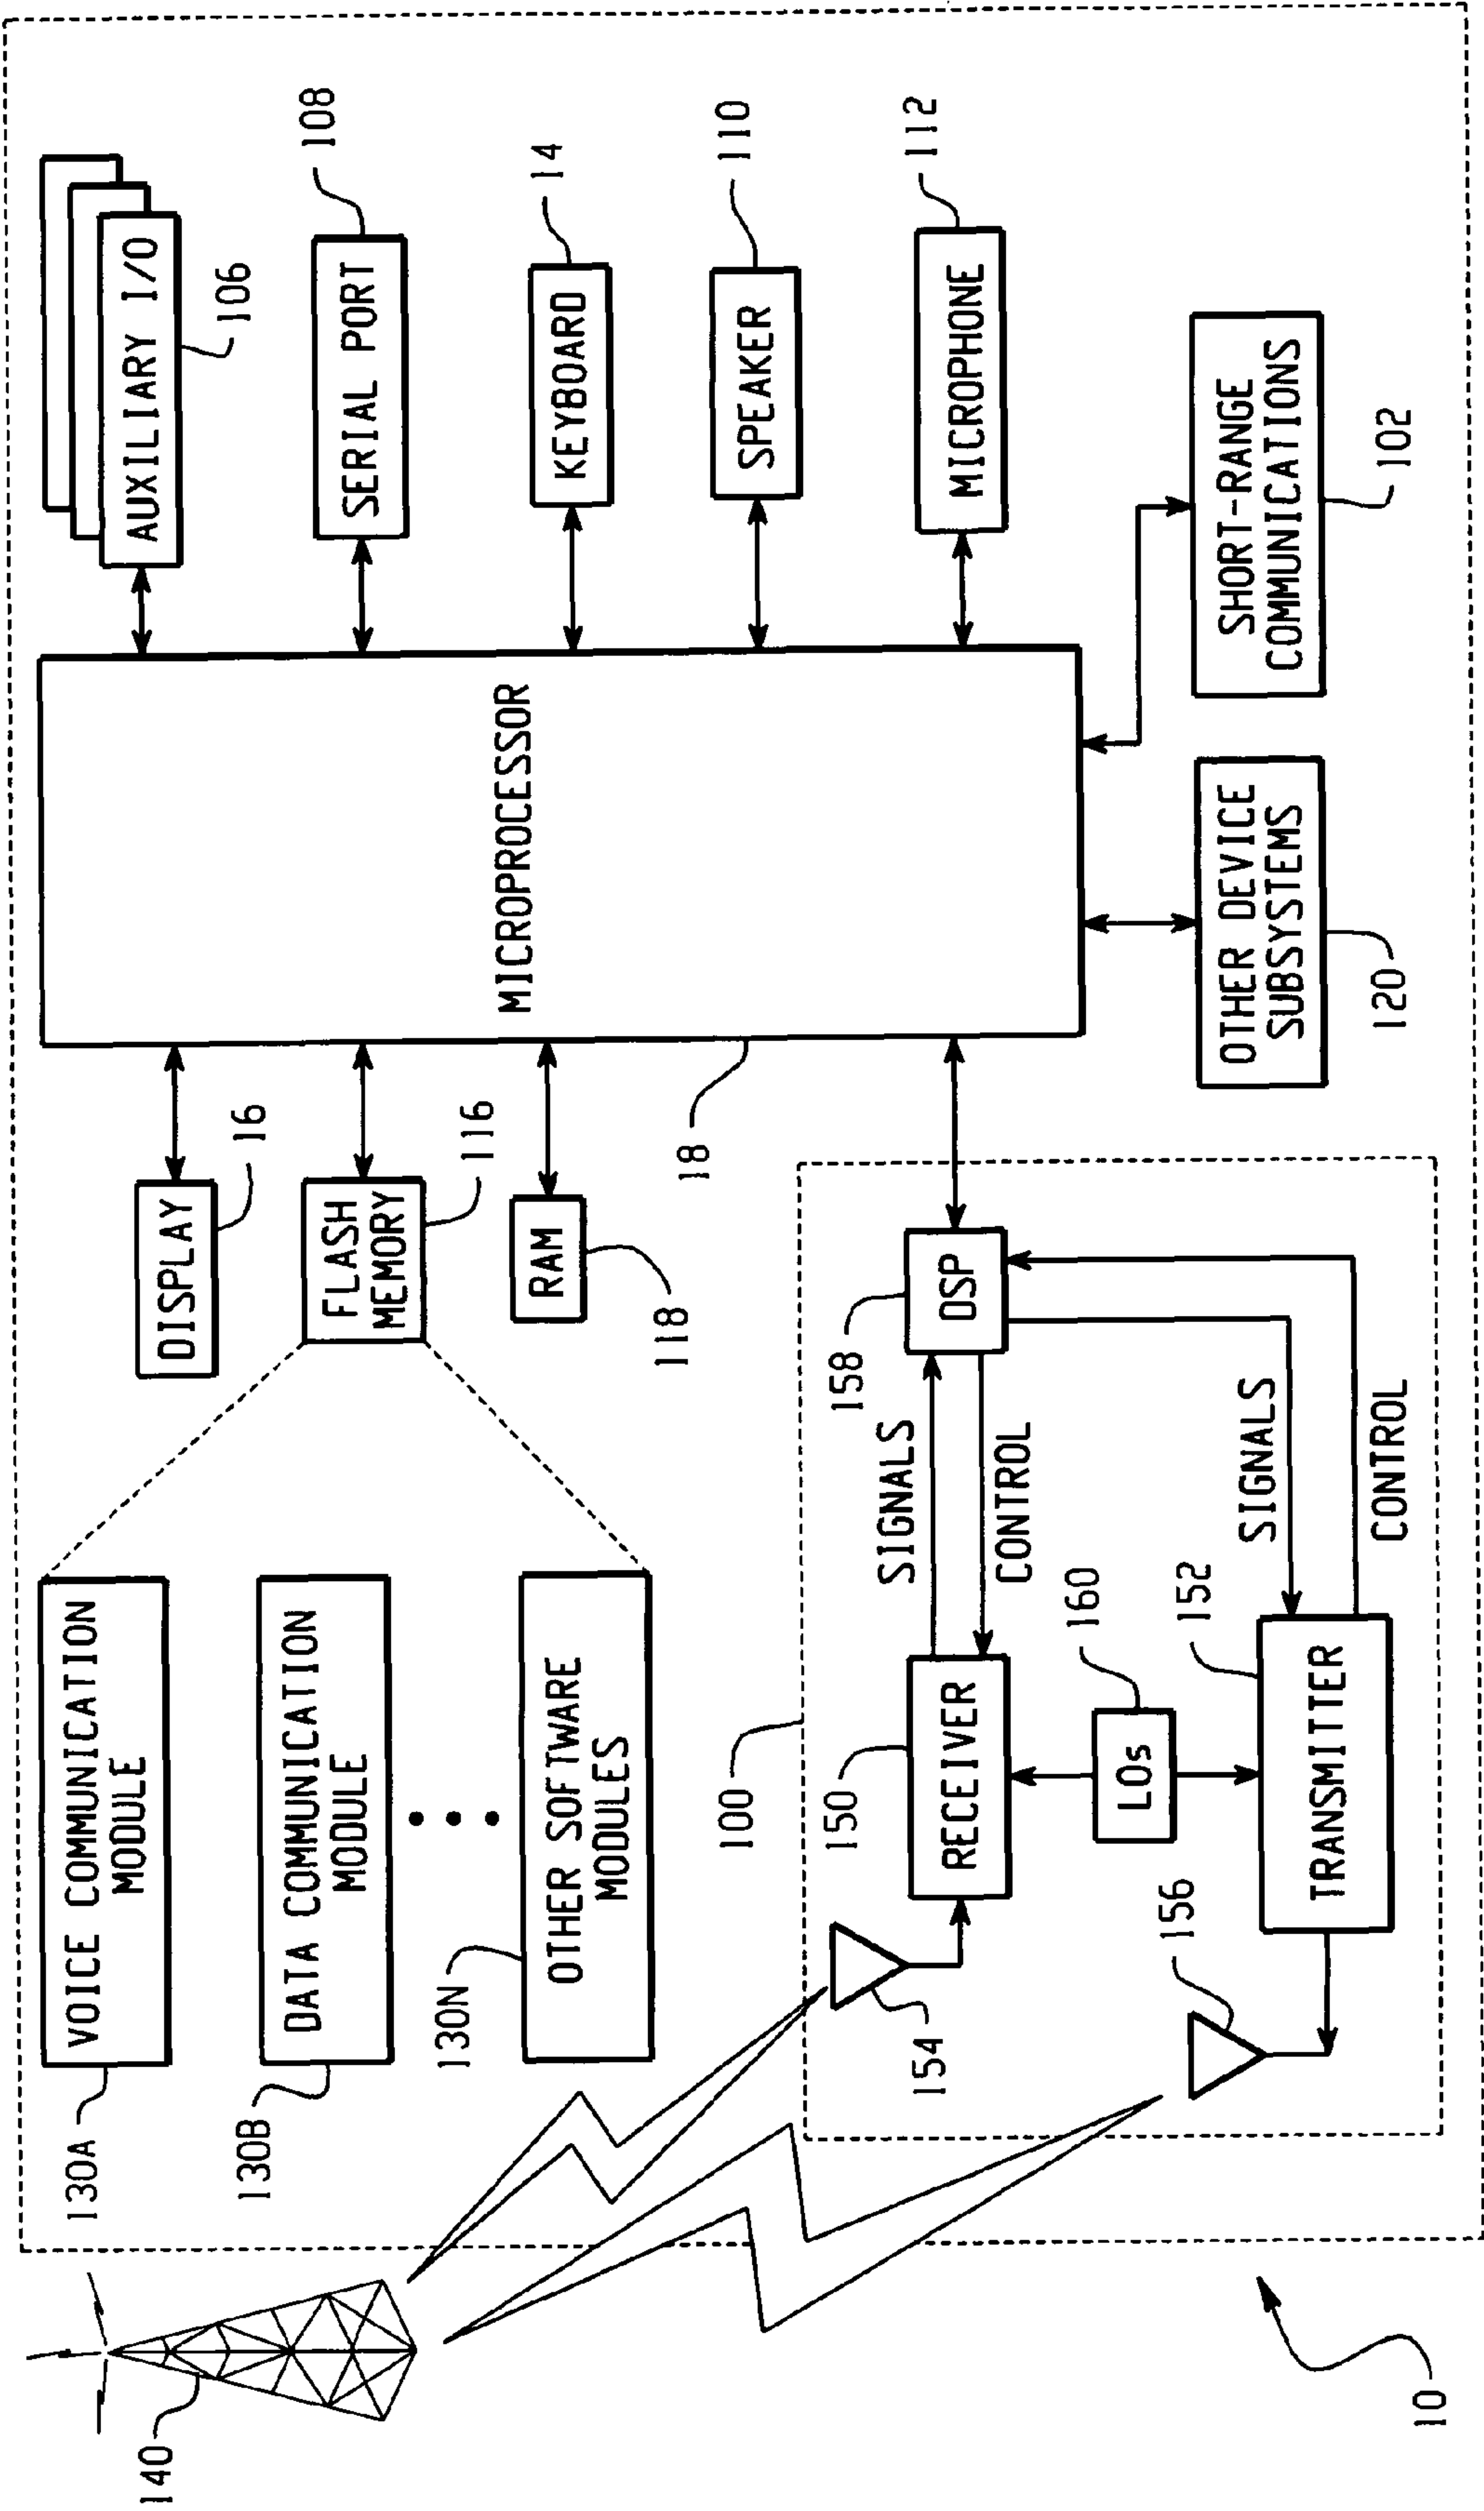 140
130A
VOICE COMMUNICATION
MODULE
130B
DATA COMMUNICATION
MODULE
130N
OTHER SOFTWARE
MODULES
DISPLAY
16
FLASH
MEMORY
116
RAM
118
18
MICROPROCESSOR
AUXILIARY I/O
106
SERIAL PORT
108
KEYBOARD
14
SPEAKER
110
MICROPHONE
112
SHORT-RANGE
COMMUNICATIONS
102
OTHER DEVICE
SUBSYSTEMS
120
100
150
RECEIVER
154
SIGNALS
CONTROL
158
DSP
160
LOs
152
TRANSMITTER
156
SIGNALS
CONTROL
10